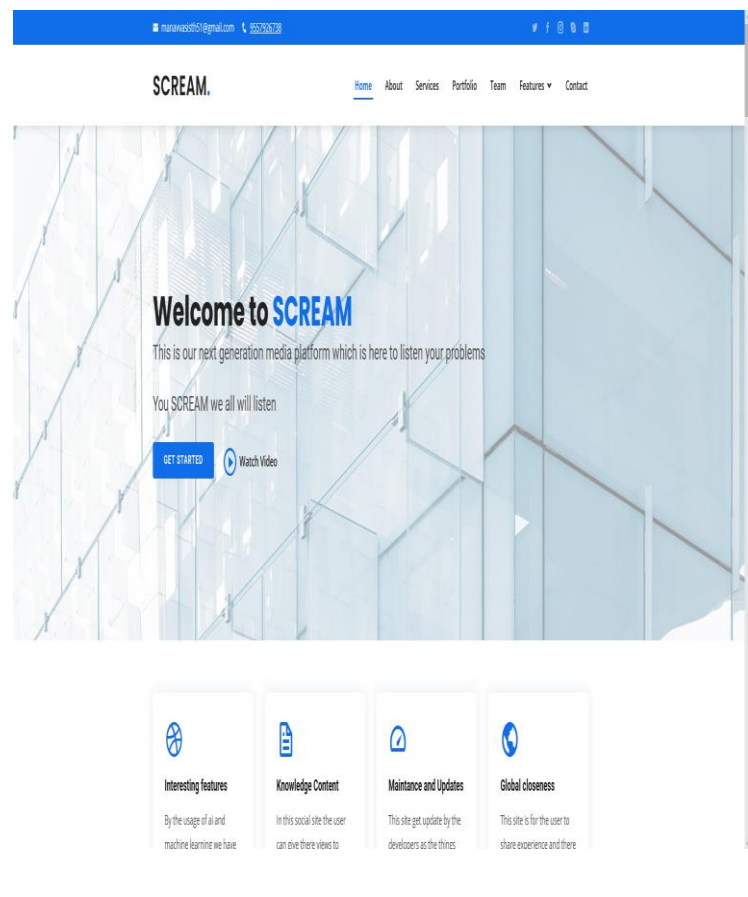 manawasisth51@gmail.com 9557926738
SCREAM.
Home About Services Portfolio Team Features Contact
Welcome to SCREAM
This is our next generation media platform which is here to listen your problems
You SCREAM we all will listen
GET STARTED Watch Video
Interesting features
By the usage of ai and
machine learning we have
Knowledge Content
In this social site the user
can give there views to
Maintance and Updates
This site get update by the
developers as the things
Global closeness
This site is for the user to
share experience and there